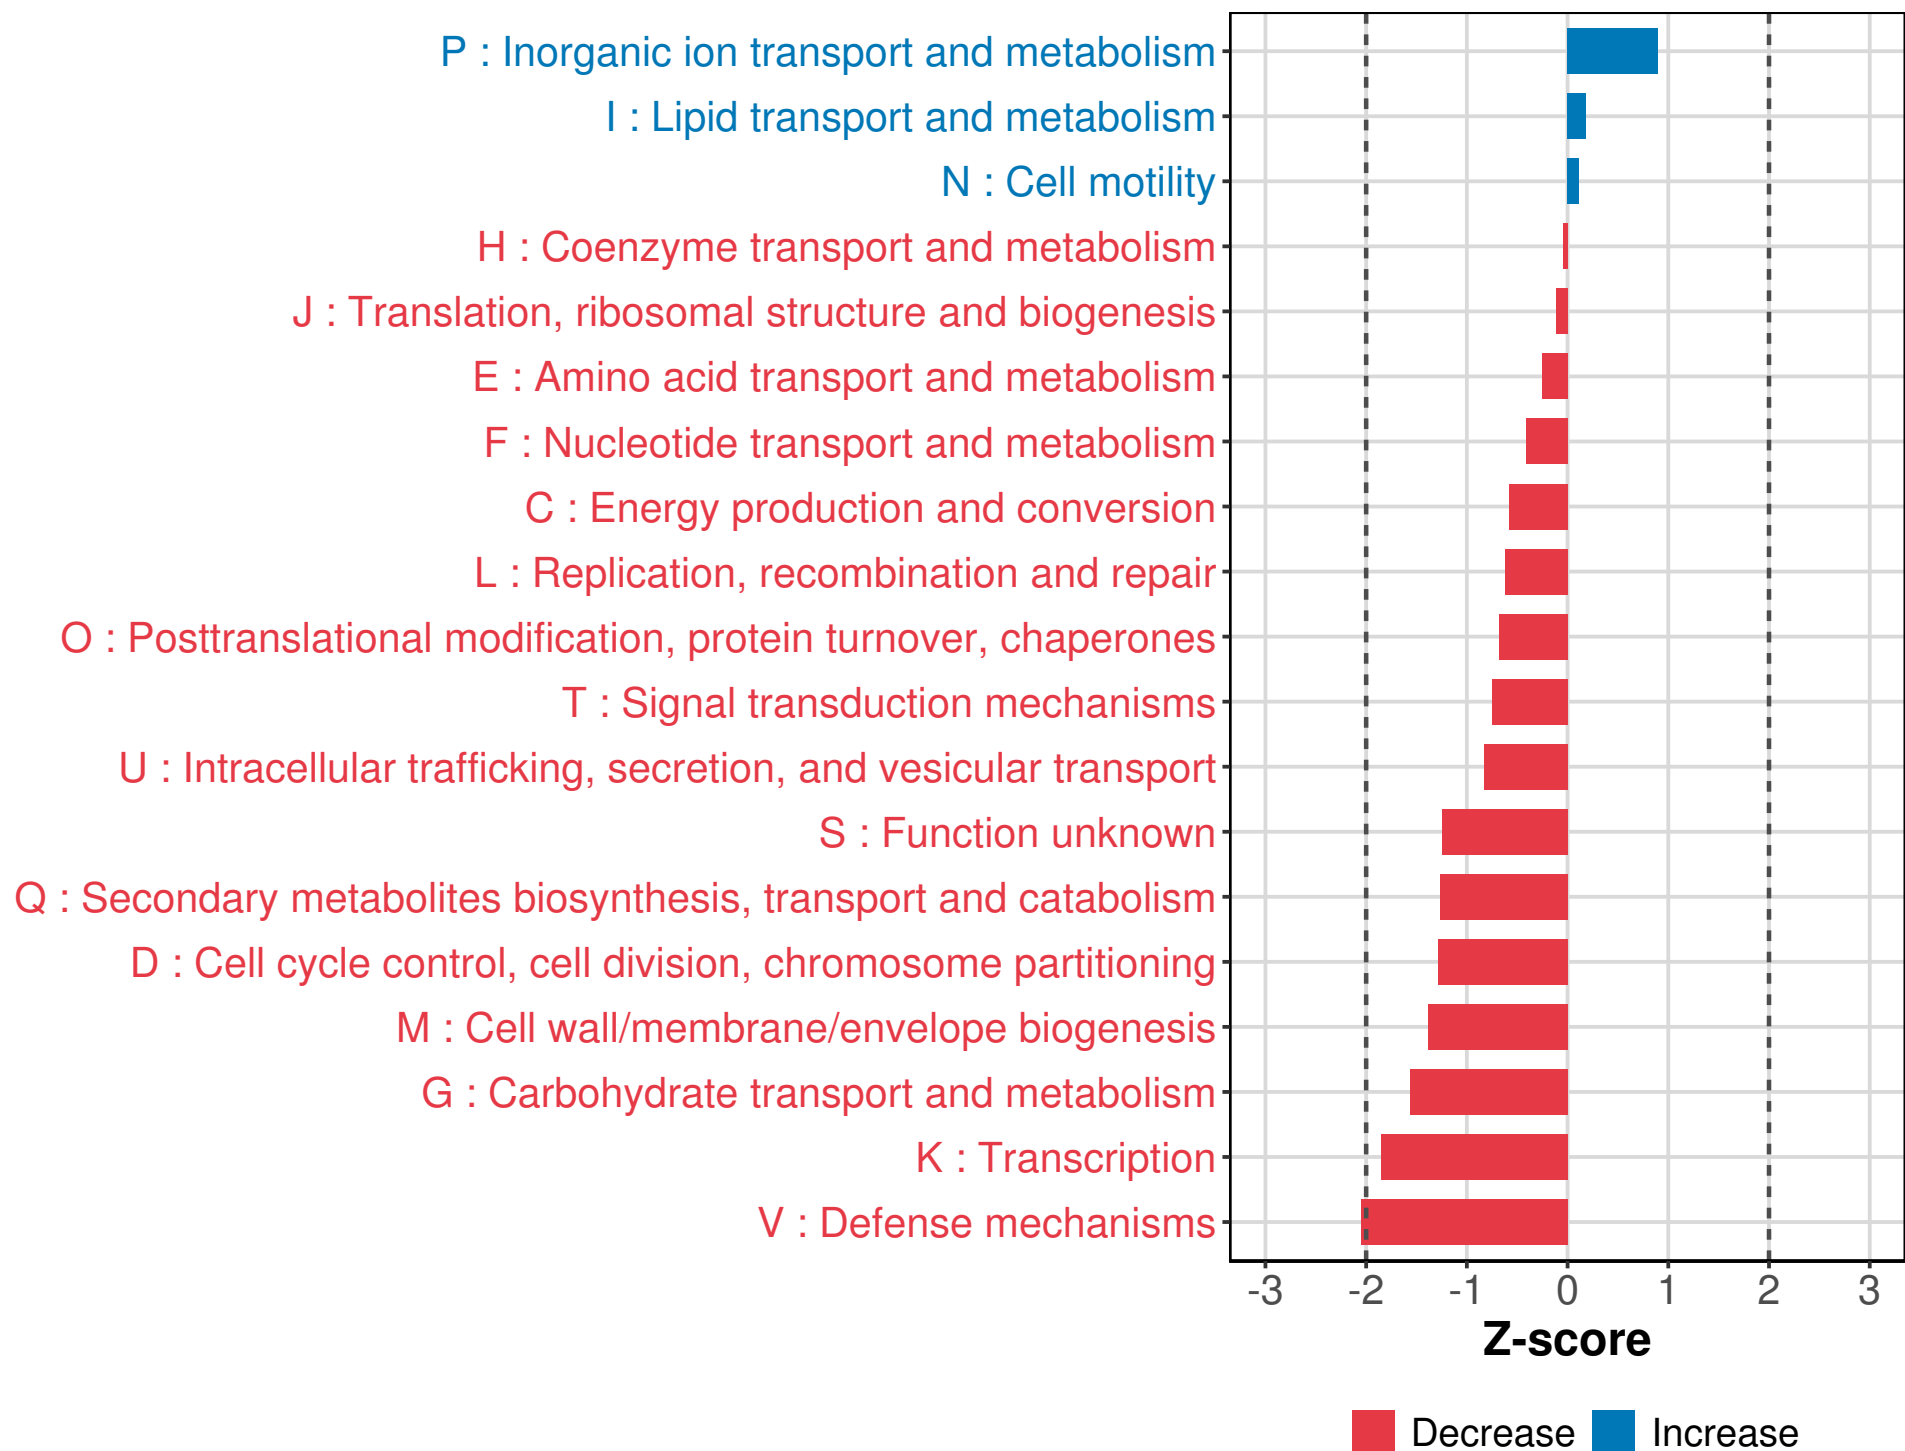 P : Inorganic ion transport and metabolism
I : Lipid transport and metabolism
N : Cell motility
H : Coenzyme transport and metabolism
J : Translation, ribosomal structure and biogenesis
E : Amino acid transport and metabolism
F : Nucleotide transport and metabolism
C : Energy production and conversion
L : Replication, recombination and repair
O : Posttranslational modification, protein turnover, chaperones
T : Signal transduction mechanisms
U : Intracellular trafficking, secretion, and vesicular transport
S : Function unknown
Q : Secondary metabolites biosynthesis, transport and catabolism
D : Cell cycle control, cell division, chromosome partitioning
M : Cell wall/membrane/envelope biogenesis
G : Carbohydrate transport and metabolism
K : Transcription
V : Defense mechanisms
-3 -2 -1 0 1 2 3
Z-score
Decrease Increase